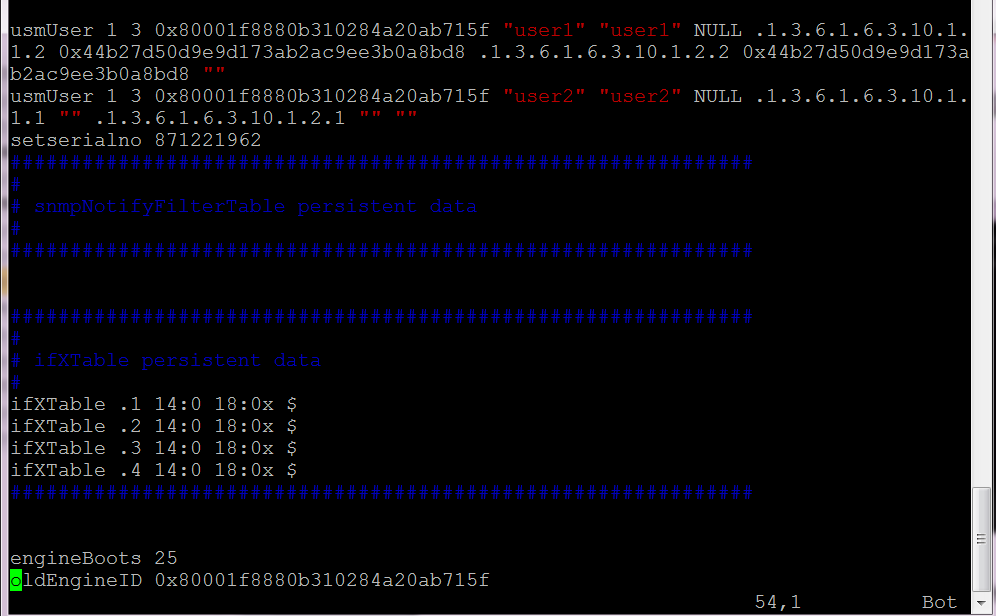 usmUser 1 3 0x80001f8880b310284a20ab715f "user1" "user1" NULL .1.3.6.1.6.3.10.1.
1.2 0x44b27d50d9e9d173ab2ac9ee3b0a8bd8 .1.3.6.1.6.3.10.1.2.2 0x44b27d50d9e9d173a
b2ac9ee3b0a8bd8 ""
usmUser 1 3 0x80001f8880b310284a20ab715f "user2" "user2" NULL .1.3.6.1.6.3.10.1.
1.1 "" .1.3.6.1.6.3.10.1.2.1 "" ""
setserialno 871221962
##############################################################
#
# snmpNotifyFilterTable persistent data
#
##############################################################
##############################################################
#
# ifXTable persistent data
#
ifXTable .1 14:0 18:0x $
ifXTable .2 14:0 18:0x $
ifXTable .3 14:0 18:0x $
ifXTable .4 14:0 18:0x $
##############################################################
engineBoots 25
oldEngineID 0x80001f8880b310284a20ab715f
54,1 Bot